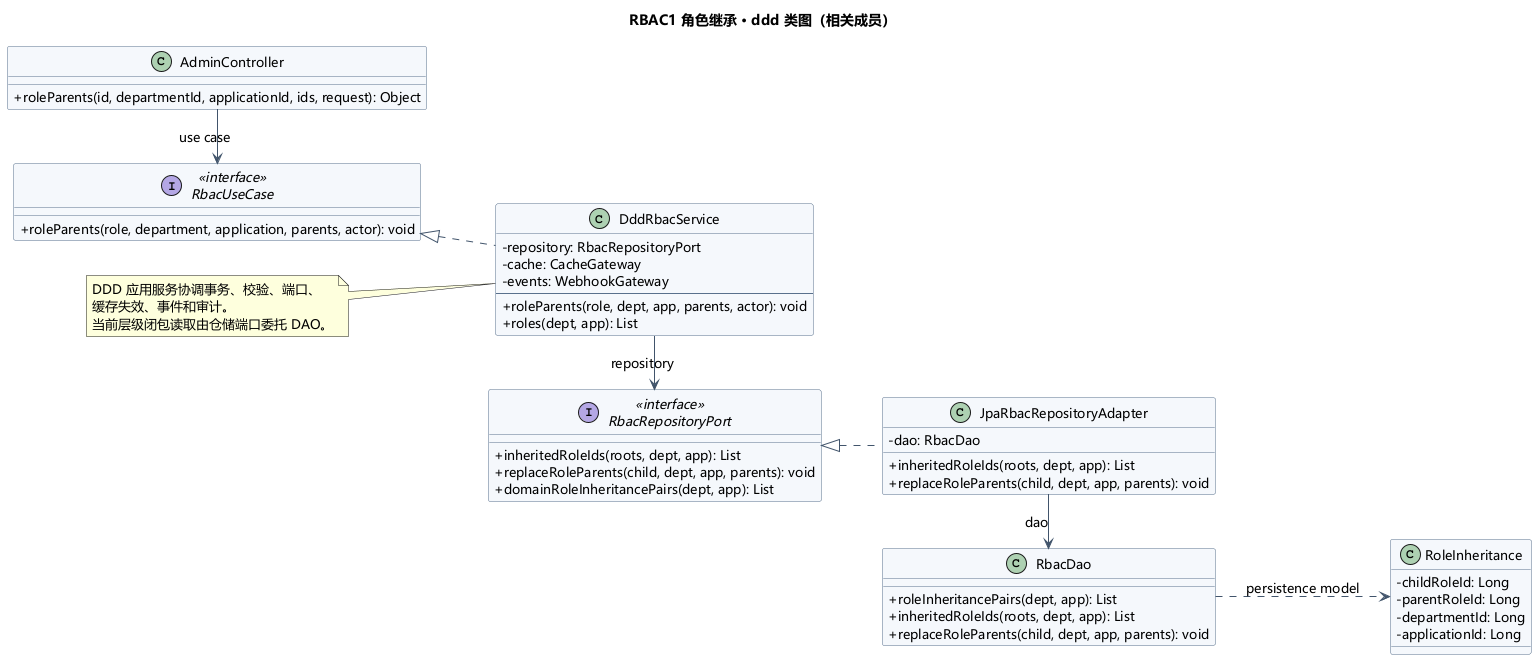 RBAC1 角色继承 • ddd 类图（相关成员）
C AdminController
+roleParents(id, departmentId, applicationId, ids, request): Object
use case
I «interface»
RbacUseCase
+roleParents(role, department, application, parents, actor): void
C DddRbacService
-repository: RbacRepositoryPort
-cache: CacheGateway
-events: WebhookGateway
+roleParents(role, dept, app, parents, actor): void
+roles(dept, app): List
DDD 应用服务协调事务、校验、端口、
缓存失效、事件和审计。
当前层级闭包读取由仓储端口委托 DAO。
repository
I «interface»
RbacRepositoryPort
+inheritedRoleIds(roots, dept, app): List
+replaceRoleParents(child, dept, app, parents): void
+domainRoleInheritancePairs(dept, app): List
C JpaRbacRepositoryAdapter
-dao: RbacDao
+inheritedRoleIds(roots, dept, app): List
+replaceRoleParents(child, dept, app, parents): void
dao
C RbacDao
+roleInheritancePairs(dept, app): List
+inheritedRoleIds(roots, dept, app): List
+replaceRoleParents(child, dept, app, parents): void
persistence model
C RoleInheritance
-childRoleId: Long
-parentRoleId: Long
-departmentId: Long
-applicationId: Long